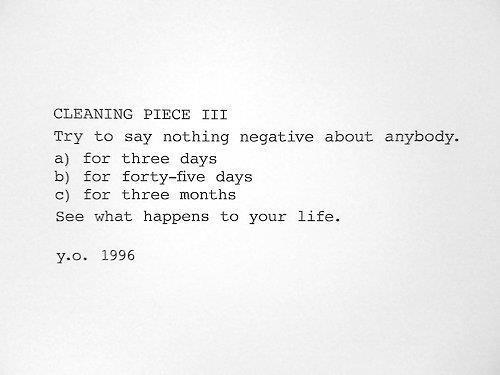 CLEANING PIECE III
Try to say nothing negative about anybody.
a) for three days
b) for forty-five days
c) for three months
See what happens to your life.
y.o. 1996